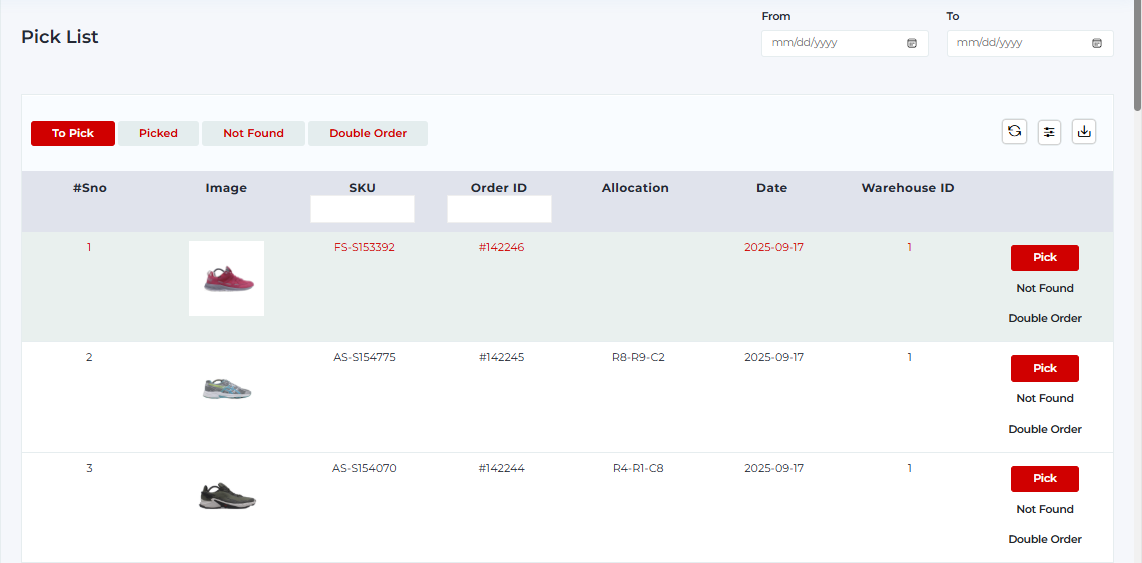 From To
Pick List
mm/dd/yyyy mm/dd/yyyy
To Pick Picked Not Found Double Order
#Sno Image SKU Order ID Allocation Date Warehouse ID
1 FS-S153392 #142246 2025-09-17 1
Pick
Not Found
Double Order
2 AS-S154775 #142245 R8-R9-C2 2025-09-17 1
Pick
Not Found
Double Order
3 AS-S154070 #142244 R4-R1-C8 2025-09-17 1
Pick
Not Found
Double Order